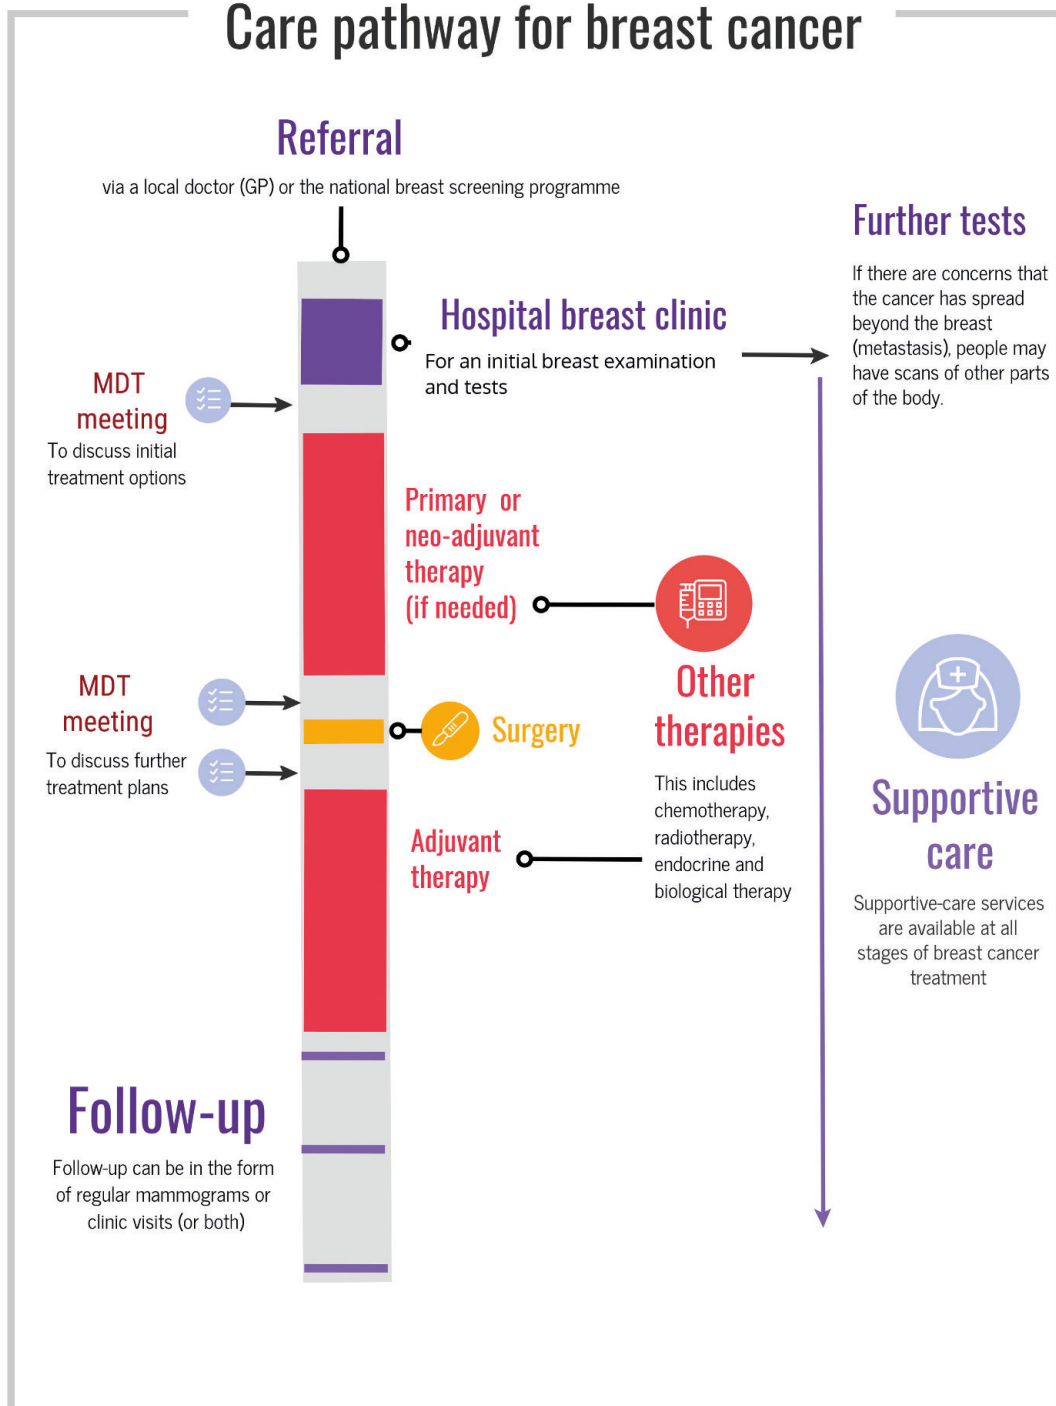 Care pathway for breast cancer
Referral
via a local doctor (GP) or the national breast screening programme
Hospital breast clinic
For an initial breast examination
and tests
Further tests
If there are concerns that
the cancer has spread
beyond the breast
(metastasis), people may
have scans of other parts
of the body.
MDT
meeting
To discuss initial
treatment options
Primary or
neo-adjuvant
therapy
(if needed)
MDT
meeting
To discuss further
treatment plans
Surgery
Other
therapies
This includes
chemotherapy,
radiotherapy,
endocrine and
biological therapy
Adjuvant
therapy
Supportive
care
Supportive-care services
are available at all
stages of breast cancer
treatment
Follow-up
Follow-up can be in the form
of regular mammograms or
clinic visits (or both)